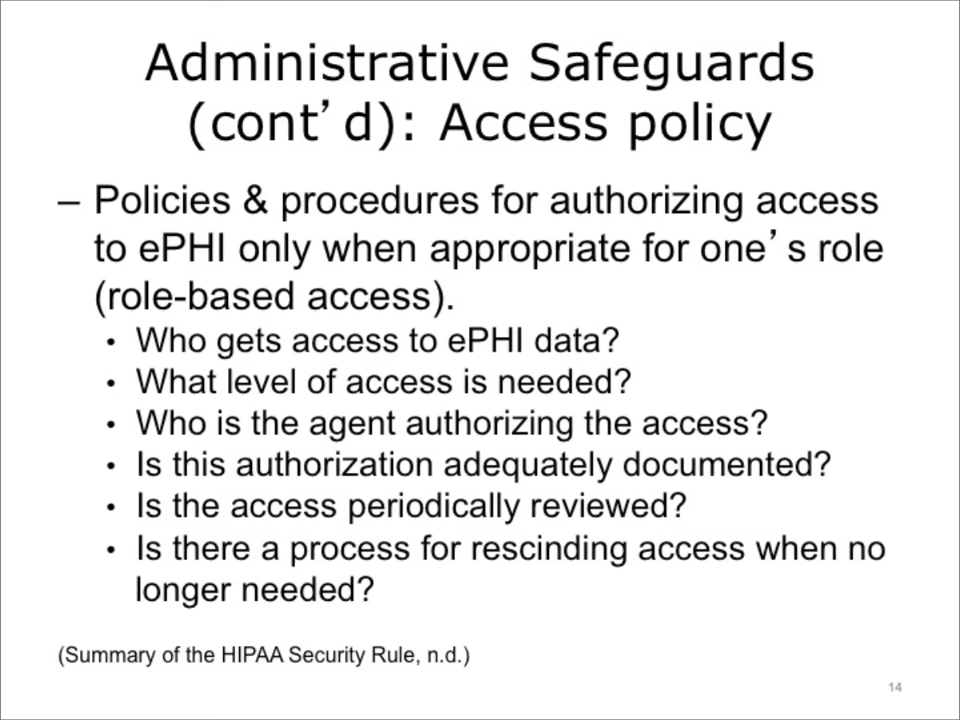 Administrative Safeguards
(cont’d): Access policy
– Policies & procedures for authorizing access
to ePHI only when appropriate for one’s role
(role-based access).
• Who gets access to ePHI data?
• What level of access is needed?
• Who is the agent authorizing the access?
• Is this authorization adequately documented?
• Is the access periodically reviewed?
• Is there a process for rescinding access when no
longer needed?
(Summary of the HIPAA Security Rule, n.d.)
14